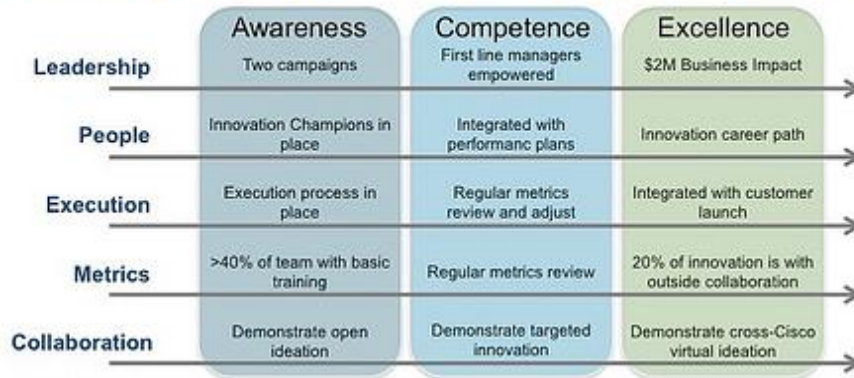 Awareness Competence Excellence
Leadership
Two campaigns
First line managers
empowered
$2M Business Impact
People
Innovation Champions in
place
Integrated with
performanc plans
Innovation career path
Execution
Execution process in
place
Regular metrics
review and adjust
Integrated with customer
launch
Metrics
>40% of team with basic
training
Regular metrics review
20% of innovation is with
outside collaboration
Collaboration
Demonstrate open
ideation
Demonstrate targeted
innovation
Demonstrate cross-Cisco
virtual ideation